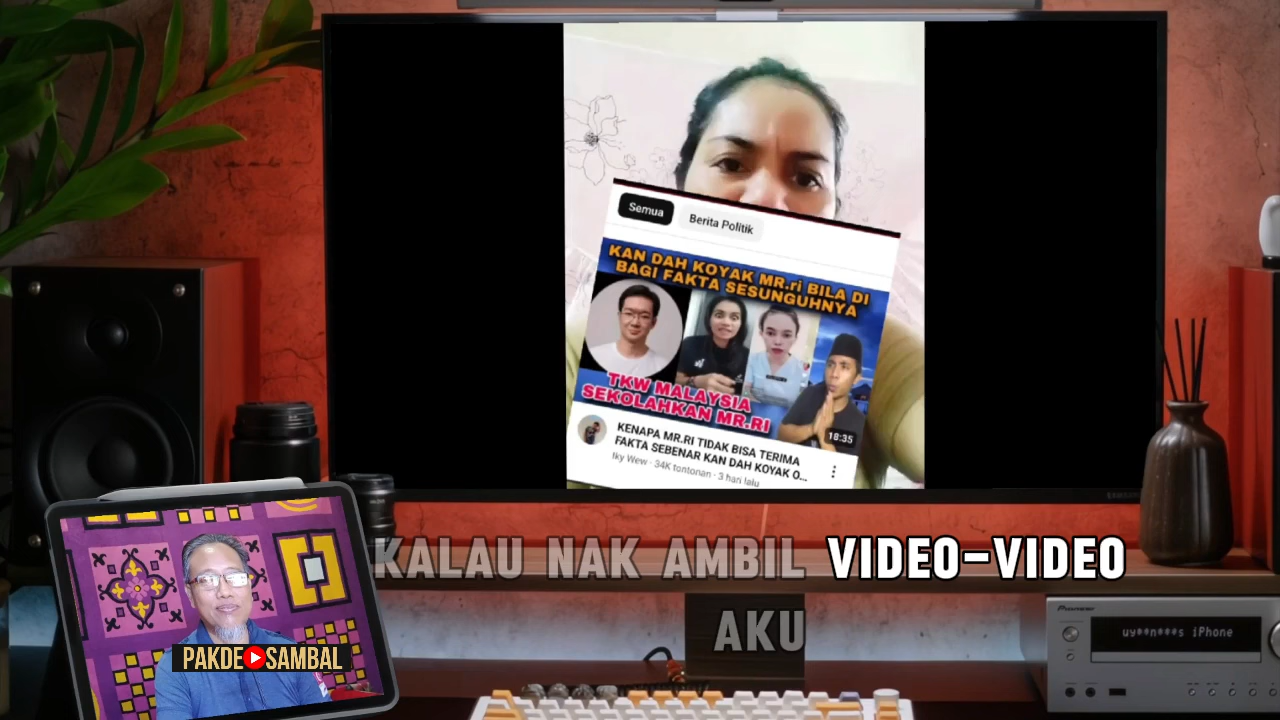 Semua
Berita Politik
KAN DAH KOYAK MR.ri BILA DI
BAGI FAKTA SESUNGUHNYA
TKW MALAYSIA
SEKOLAHKAN MR.RI
18:35
KENAPA MR.RI TIDAK BISA TERIMA
FAKTA SEBENAR KAN DAH KOYAK O...
Iky Wew · 34K tontonan · 3 hari lalu
SAMSUNG
KALAU NAK AMBIL VIDEO-VIDEO
AKU
PAKDE SAMBAL
Pioneer
uy**n***s iPhone